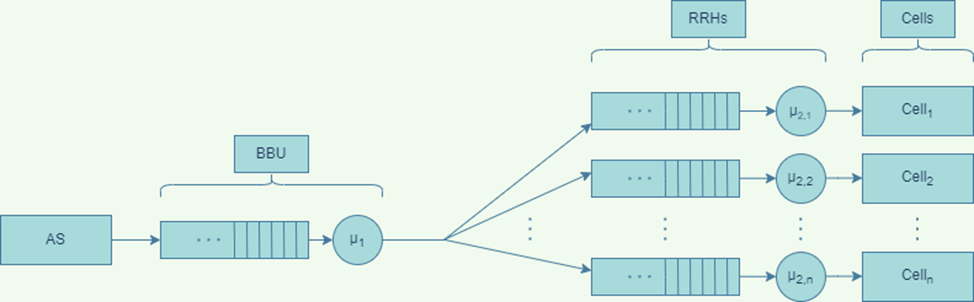 RRHs
Cells
μ2,1
Cell1
BBU
μ2,2
Cell2
AS
μ1
μ2,n
Celln